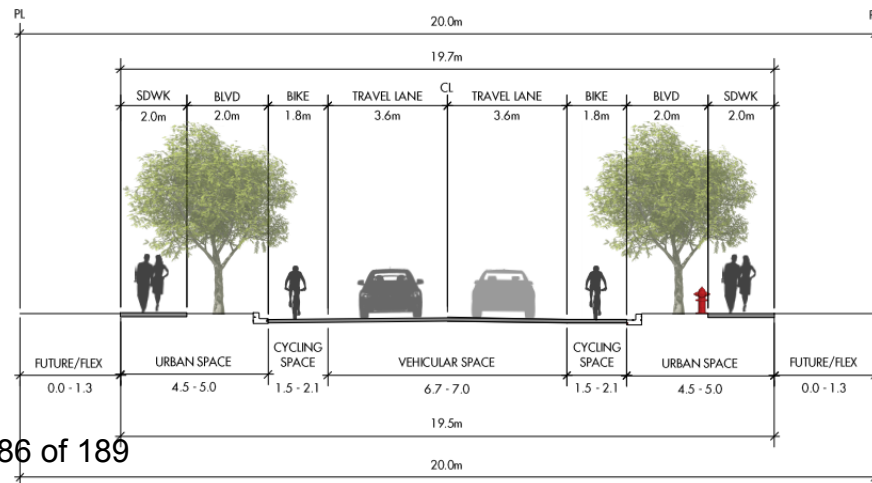 PL
20.0m
19.7m
CL
SDWK BLVD BIKE TRAVEL LANE TRAVEL LANE BIKE BLVD SDWK
2.0m 2.0m 1.8m 3.6m 3.6m 1.8m 2.0m 2.0m
FUTURE/FLEX URBAN SPACE CYCLING SPACE VEHICULAR SPACE CYCLING SPACE URBAN SPACE FUTURE/FLEX
0.0 - 1.3 4.5 - 5.0 1.5 - 2.1 6.7 - 7.0 1.5 - 2.1 4.5 - 5.0 0.0 - 1.3
19.5m
86 of 189
20.0m